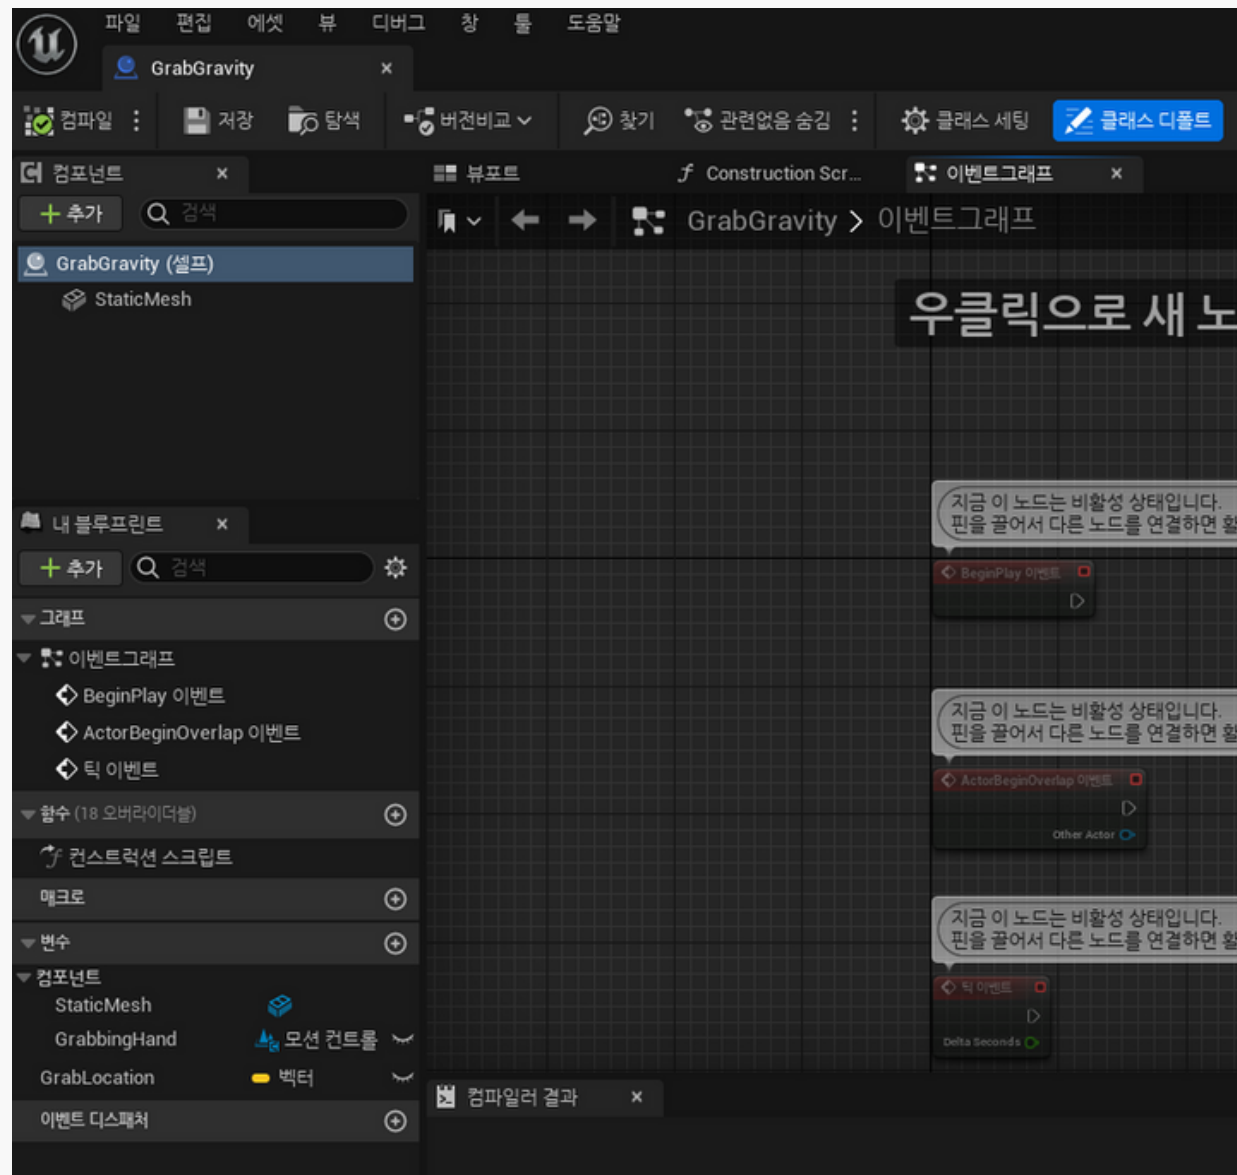 파일 편집 에셋 뷰 디버그 창 툴 도움말
GrabGravity
컴파일 저장 탐색 버전비교 찾기 관련없음 숨김 클래스 세팅 클래스 디폴트
컴포넌트
뷰포트 Construction Scr... 이벤트그래프
추가 검색
GrabGravity > 이벤트그래프
GrabGravity (셀프)
StaticMesh
우클릭으로 새 노
내 블루프린트
추가 검색
그래프
이벤트그래프
BeginPlay 이벤트
ActorBeginOverlap 이벤트
틱 이벤트
함수 (18 오버라이더블)
컨스트럭션 스크립트
매크로
변수
컴포넌트
StaticMesh
GrabbingHand 모션 컨트롤
GrabLocation 벡터
이벤트 디스패처
지금 이 노드는 비활성 상태입니다.
핀을 끌어서 다른 노드를 연결하면 활
BeginPlay 이벤트
지금 이 노드는 비활성 상태입니다.
핀을 끌어서 다른 노드를 연결하면 활
ActorBeginOverlap 이벤트
Other Actor
지금 이 노드는 비활성 상태입니다.
핀을 끌어서 다른 노드를 연결하면 활
틱 이벤트
Delta Seconds
컴파일러 결과